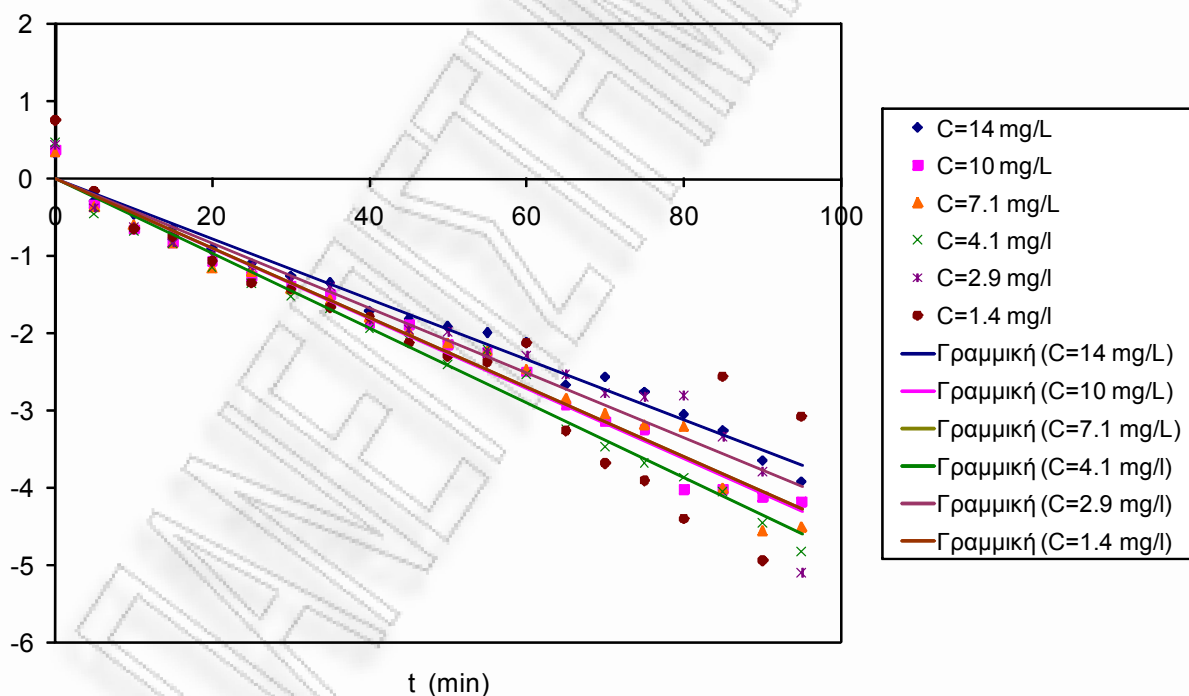 2
1
0
-1
-2
-3
-4
-5
-6
0 20 40 60 80 100
t (min)
C=14 mg/L
C=10 mg/L
C=7.1 mg/L
C=4.1 mg/l
C=2.9 mg/l
C=1.4 mg/l
Γραμμική (C=14 mg/L)
Γραμμική (C=10 mg/L)
Γραμμική (C=7.1 mg/L)
Γραμμική (C=4.1 mg/l)
Γραμμική (C=2.9 mg/l)
Γραμμική (C=1.4 mg/l)